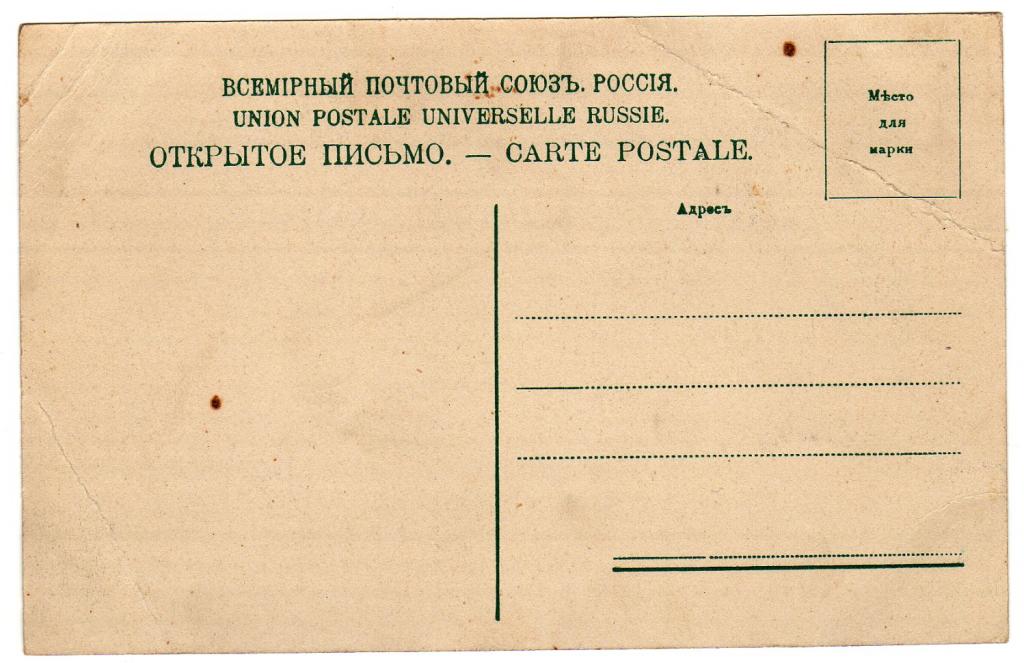 ВСЕМІРНЫЙ ПОЧТОВЫЙ СОЮЗЪ. РОССІЯ.
UNION POSTALE UNIVERSELLE RUSSIE.
ОТКРЫТОЕ ПИСЬМО. — CARTE POSTALE.
Мѣсто
для
марки
Адресъ